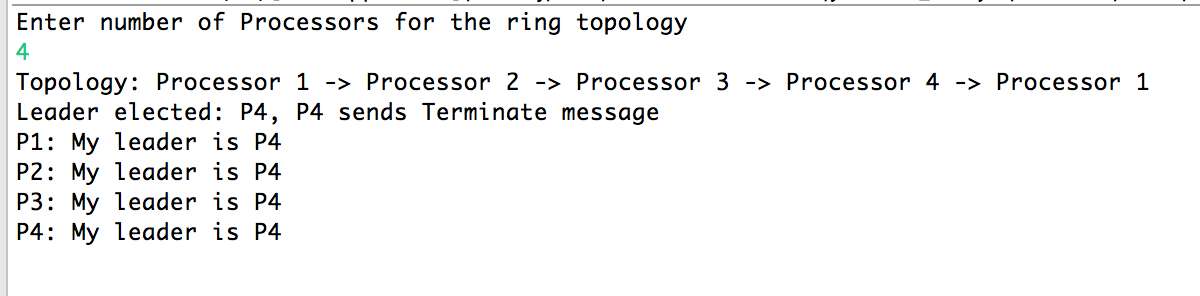 Enter number of Processors for the ring topology
4
Topology: Processor 1 -> Processor 2 -> Processor 3 -> Processor 4 -> Processor 1
Leader elected: P4, P4 sends Terminate message
P1: My leader is P4
P2: My leader is P4
P3: My leader is P4
P4: My leader is P4